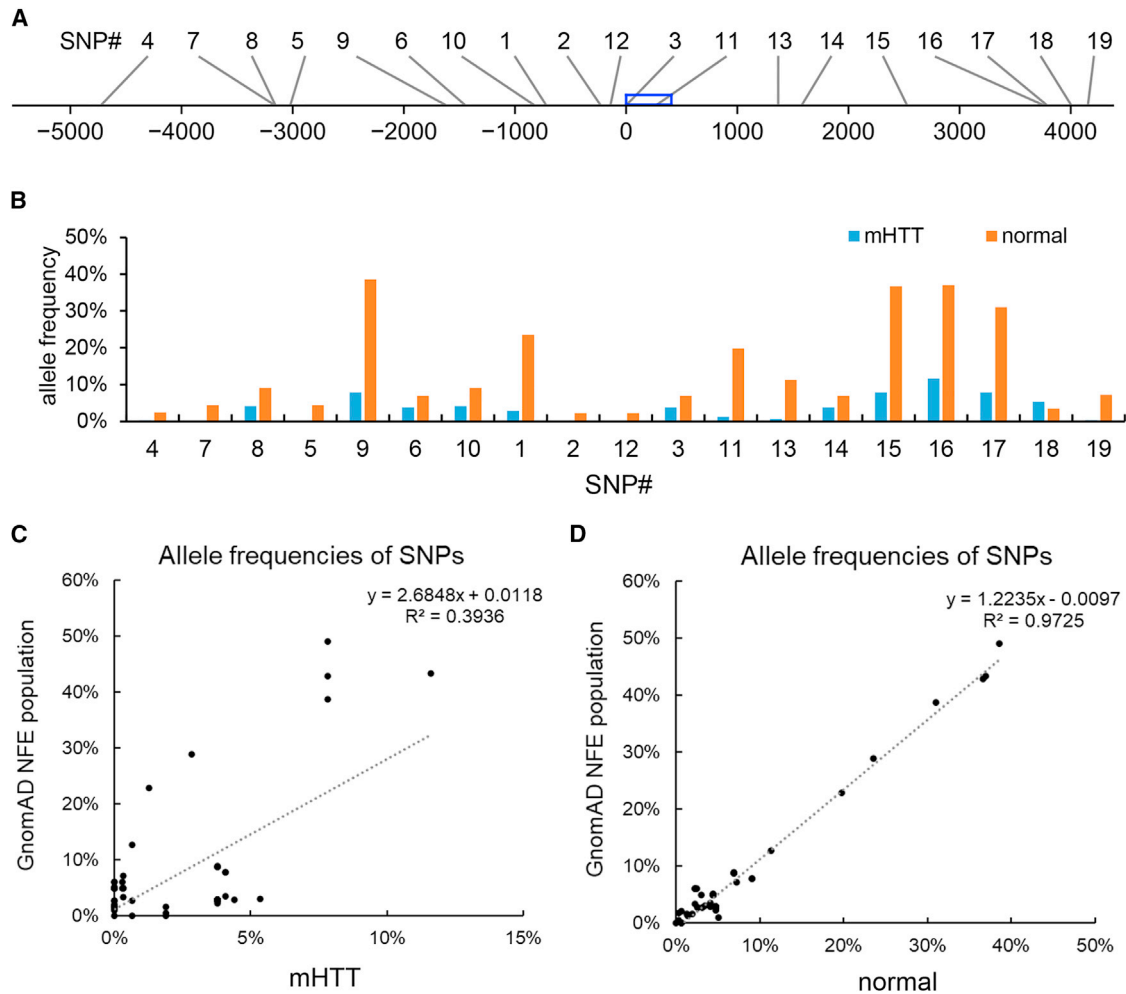 A
SNP# 4 7 8 5 9 6 10 1 2 12 3 11 13 14 15 16 17 18 19
−5000 −4000 −3000 −2000 −1000 0 1000 2000 3000 4000
B
mHTT normal
allele frequency
50%
40%
30%
20%
10%
0%
4 7 8 5 9 6 10 1 2 12 3 11 13 14 15 16 17 18 19
SNP#
C
Allele frequencies of SNPs
y = 2.6848x + 0.0118
R² = 0.3936
GnomAD NFE population
60%
50%
40%
30%
20%
10%
0%
0% 5% 10% 15%
mHTT
D
Allele frequencies of SNPs
y = 1.2235x - 0.0097
R² = 0.9725
GnomAD NFE population
60%
50%
40%
30%
20%
10%
0%
0% 10% 20% 30% 40% 50%
normal